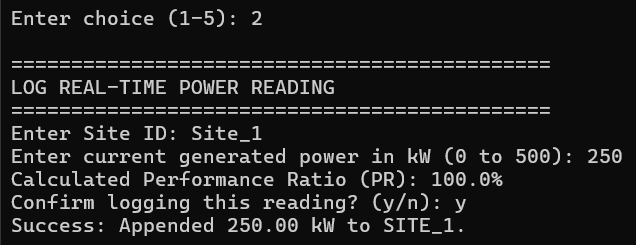 Enter choice (1-5): 2
=============================================
LOG REAL-TIME POWER READING
=============================================
Enter Site ID: Site_1
Enter current generated power in kW (0 to 500): 250
Calculated Performance Ratio (PR): 100.0%
Confirm logging this reading? (y/n): y
Success: Appended 250.00 kW to SITE_1.